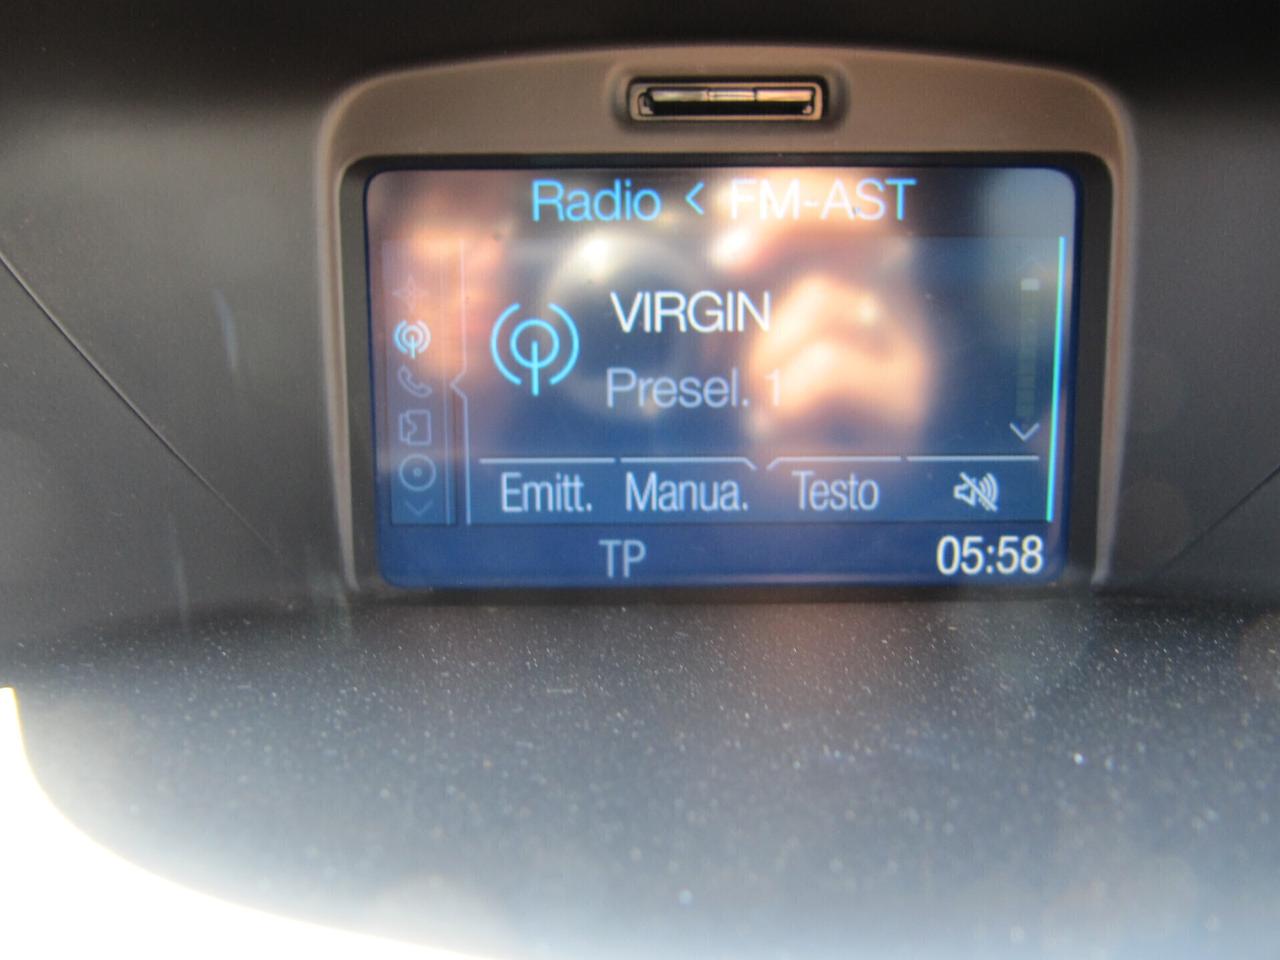 Radio < FM-AST
VIRGIN
Presel. 1
Emitt. Manua. Testo
TP 05:58